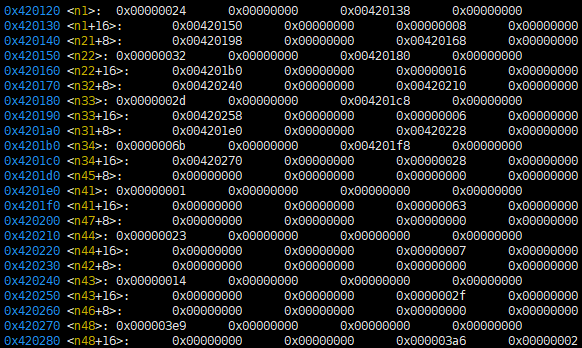 0x420120 <n1>: 0x00000024 0x00000000 0x00420138 0x00000000
0x420130 <n1+16>: 0x00420150 0x00000000 0x00000008 0x00000000
0x420140 <n21+8>: 0x00420198 0x00000000 0x00420168 0x00000000
0x420150 <n22>: 0x00000032 0x00000000 0x00420180 0x00000000
0x420160 <n22+16>: 0x004201b0 0x00000000 0x00000016 0x00000000
0x420170 <n32+8>: 0x00420240 0x00000000 0x00420210 0x00000000
0x420180 <n33>: 0x0000002d 0x00000000 0x004201c8 0x00000000
0x420190 <n33+16>: 0x00420258 0x00000000 0x00000006 0x00000000
0x4201a0 <n31+8>: 0x004201e0 0x00000000 0x00420228 0x00000000
0x4201b0 <n34>: 0x0000006b 0x00000000 0x004201f8 0x00000000
0x4201c0 <n34+16>: 0x00420270 0x00000000 0x00000028 0x00000000
0x4201d0 <n45+8>: 0x00000000 0x00000000 0x00000000 0x00000000
0x4201e0 <n41>: 0x00000001 0x00000000 0x00000000 0x00000000
0x4201f0 <n41+16>: 0x00000000 0x00000000 0x00000063 0x00000000
0x420200 <n47+8>: 0x00000000 0x00000000 0x00000000 0x00000000
0x420210 <n44>: 0x00000023 0x00000000 0x00000000 0x00000000
0x420220 <n44+16>: 0x00000000 0x00000000 0x00000007 0x00000000
0x420230 <n42+8>: 0x00000000 0x00000000 0x00000000 0x00000000
0x420240 <n43>: 0x00000014 0x00000000 0x00000000 0x00000000
0x420250 <n43+16>: 0x00000000 0x00000000 0x0000002f 0x00000000
0x420260 <n46+8>: 0x00000000 0x00000000 0x00000000 0x00000000
0x420270 <n48>: 0x000003e9 0x00000000 0x00000000 0x00000000
0x420280 <n48+16>: 0x00000000 0x00000000 0x000003a6 0x00000002